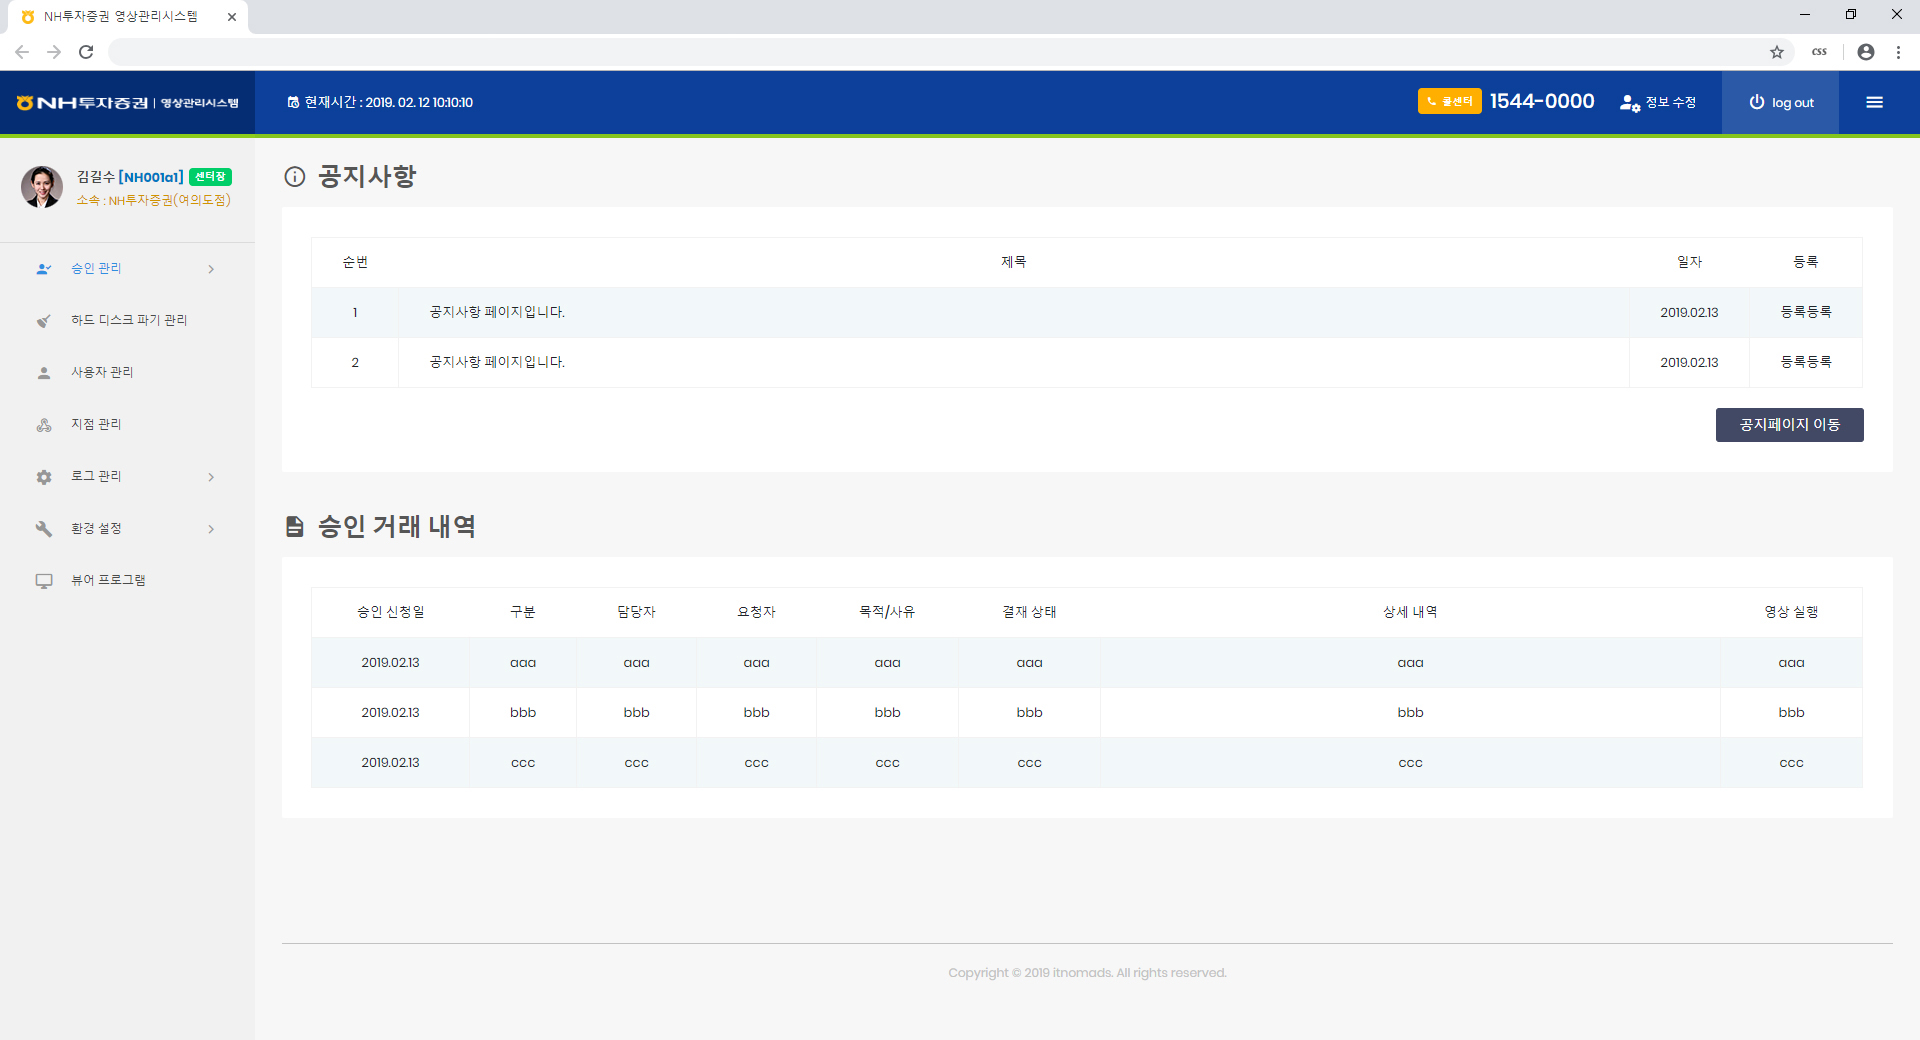 NH투자증권 영상관리시스템
css
NH투자증권 | 영상관리시스템
현재시간 : 2019. 02. 12 10:10:10
콜센터 1544-0000
정보 수정
log out
김길수 [NH001a1] 센터장
소속 : NH투자증권(여의도점)
승인 관리
하드 디스크 파기 관리
사용자 관리
지점 관리
로그 관리
환경 설정
뷰어 프로그램
공지사항
순번 제목 일자 등록
1 공지사항 페이지입니다. 2019.02.13 등록등록
2 공지사항 페이지입니다. 2019.02.13 등록등록
공지페이지 이동
승인 거래 내역
승인 신청일 구분 담당자 요청자 목적/사유 결재 상태 상세 내역 영상 실행
2019.02.13 aaa aaa aaa aaa aaa aaa aaa
2019.02.13 bbb bbb bbb bbb bbb bbb bbb
2019.02.13 ccc ccc ccc ccc ccc ccc ccc
Copyright © 2019 itnomads. All rights reserved.